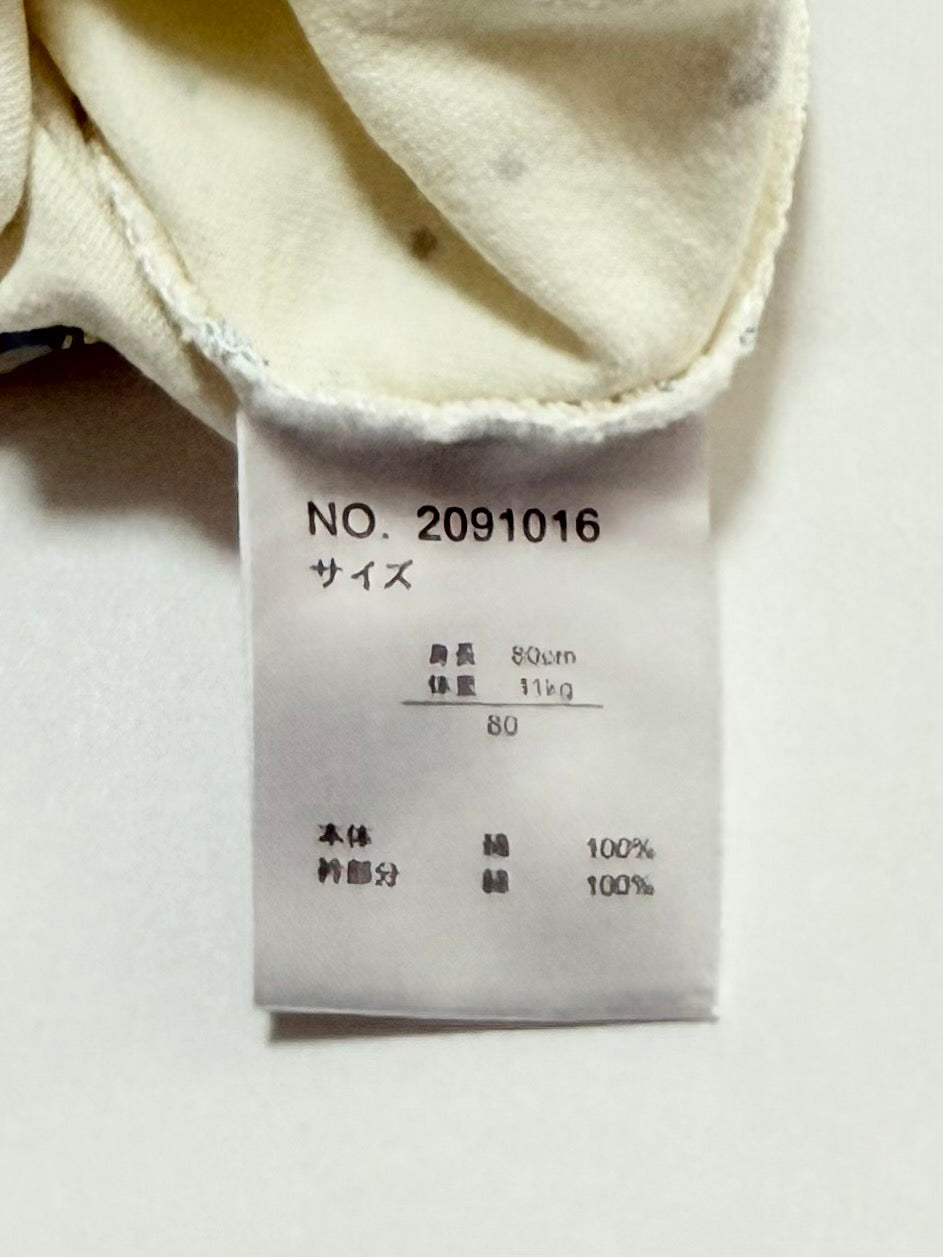 NO. 2091016
サイズ
身長 80cm
体重 11kg
80
本体 綿 100%
衿部分 綿 100%